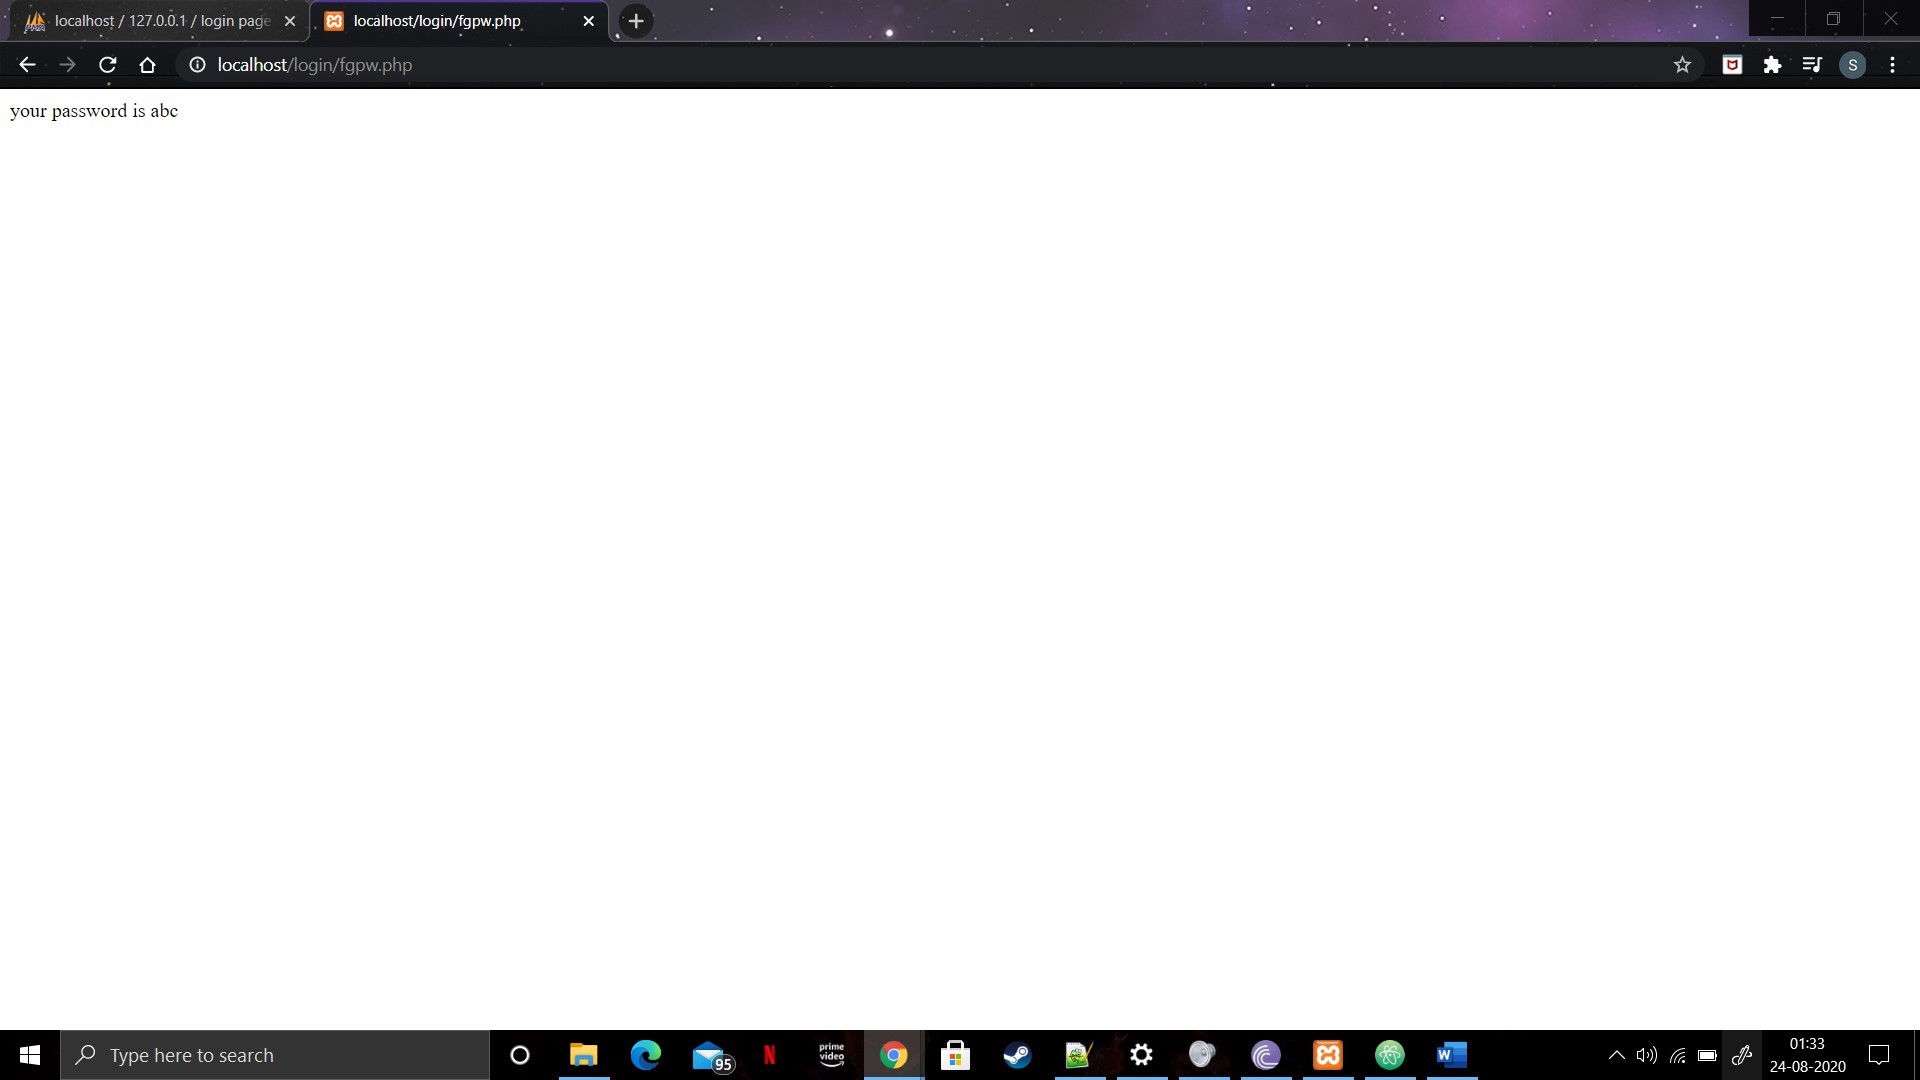 localhost / 127.0.0.1 / login page
localhost/login/fgpw.php
localhost/login/fgpw.php
S
your password is abc
Type here to search
95
N
prime video
W
01:33
24-08-2020